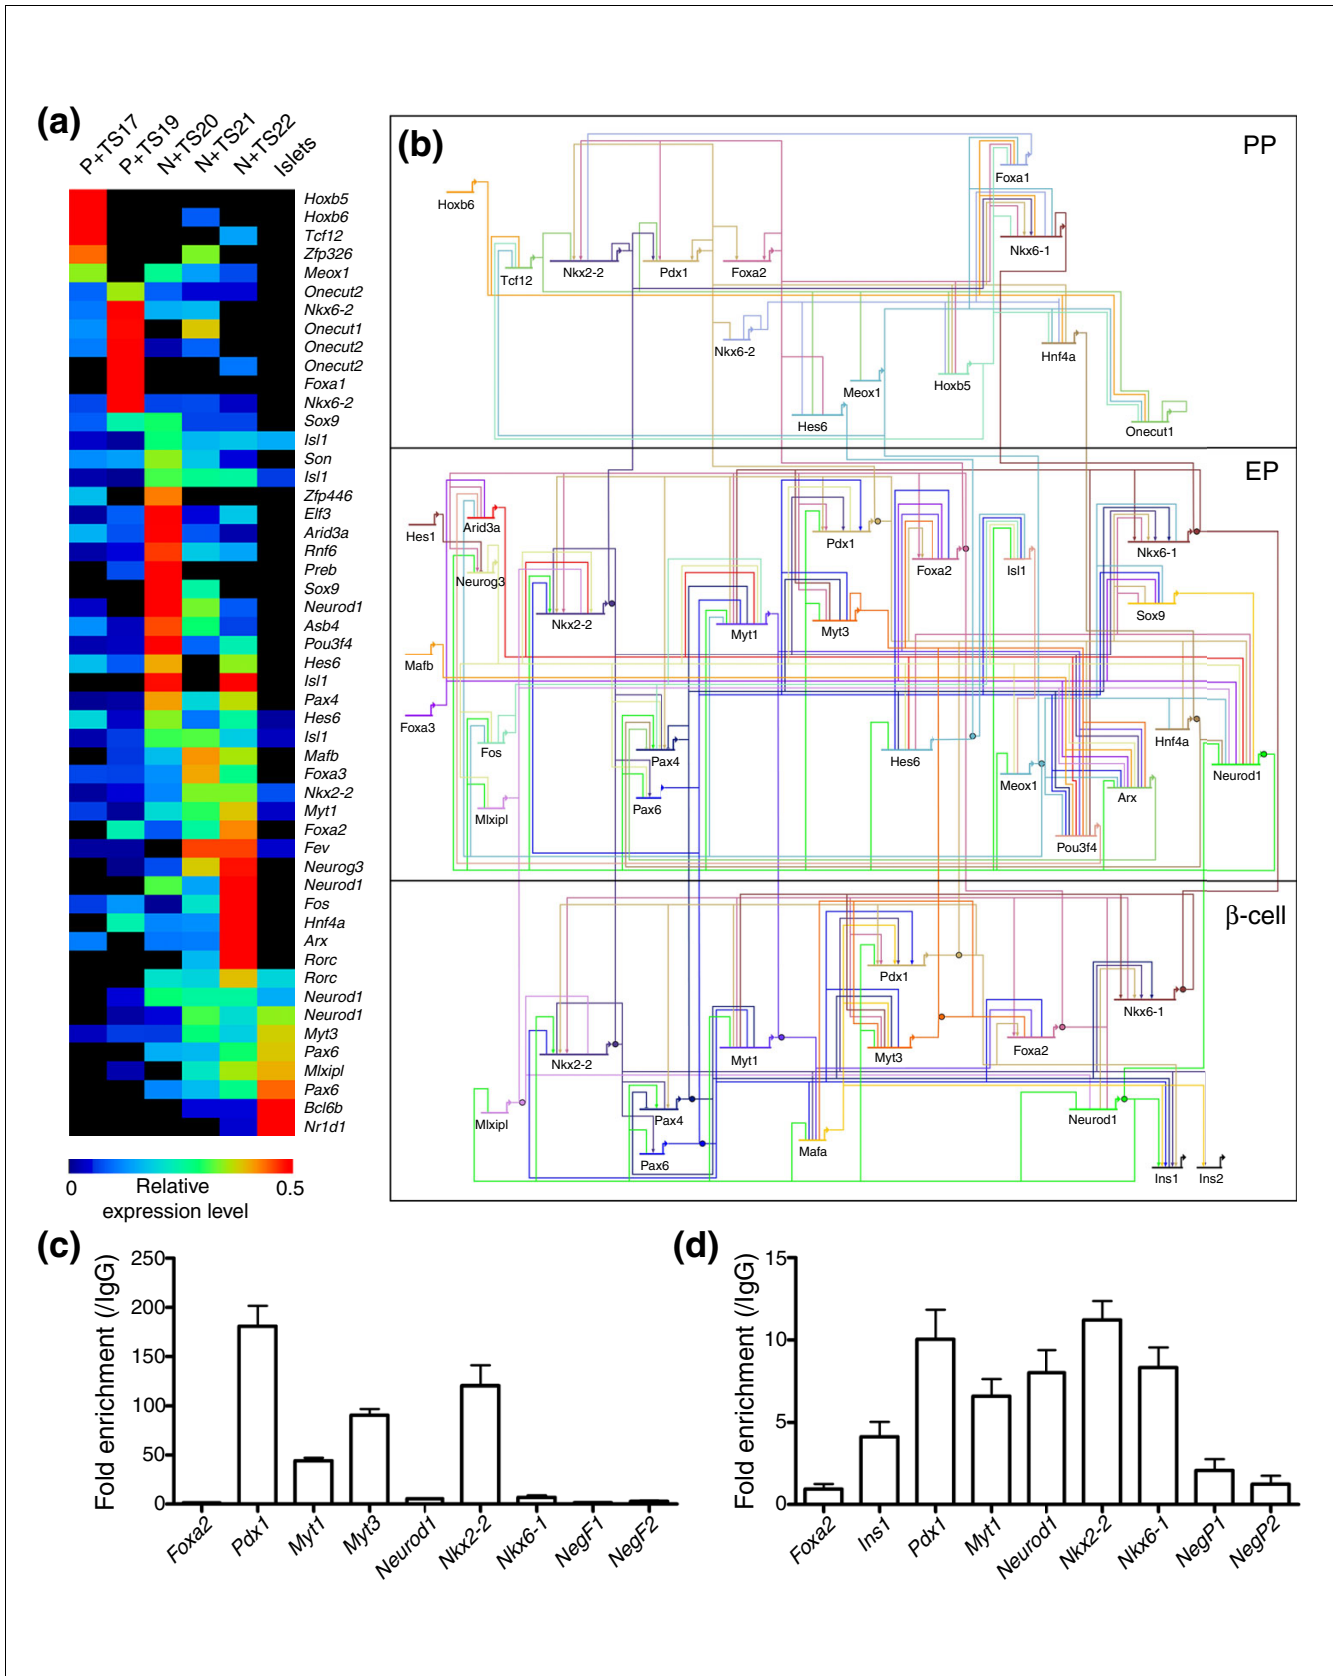 (a)
P+TS17
P+TS19
N+TS20
N+TS21
N+TS22
Islets
Hoxb5
Hoxb6
Tcf12
Zfp326
Meox1
Onecut2
Nkx6-2
Onecut1
Onecut2
Onecut2
Foxa1
Nkx6-2
Sox9
Isl1
Son
Isl1
Zfp446
Elf3
Arid3a
Rnf6
Preb
Sox9
Neurod1
Asb4
Pou3f4
Hes6
Isl1
Pax4
Hes6
Isl1
Mafb
Foxa3
Nkx2-2
Myt1
Foxa2
Fev
Neurog3
Neurod1
Fos
Hnf4a
Arx
Rorc
Rorc
Neurod1
Neurod1
Myt3
Pax6
Mlxipl
Pax6
Bcl6b
Nr1d1
0 Relative 0.5
expression level
(b)
PP
Foxa1
Hoxb6
Nkx6-1
Tcf12
Nkx2-2
Pdx1
Foxa2
Nkx6-2
Hnf4a
Meox1
Hoxb5
Hes6
Onecut1
EP
Hes1
Arid3a
Pdx1
Nkx6-1
Neurog3
Foxa2
Isl1
Nkx2-2
Myt1
Myt3
Sox9
Mafb
Foxa3
Fos
Pax4
Hes6
Hnf4a
Neurod1
Meox1
Arx
Mlxipl
Pax6
Pou3f4
β-cell
Pdx1
Nkx6-1
Nkx2-2
Myt1
Myt3
Foxa2
Mlxipl
Pax4
Neurod1
Mafa
Pax6
Ins1
Ins2
(c)
Fold enrichment (/IgG)
250
200
150
100
50
0
Foxa2
Pdx1
Myt1
Myt3
Neurod1
Nkx2-2
Nkx6-1
NegF1
NegF2
(d)
Fold enrichment (/IgG)
15
10
5
0
Foxa2
Ins1
Pdx1
Myt1
Neurod1
Nkx2-2
Nkx6-1
NegP1
NegP2